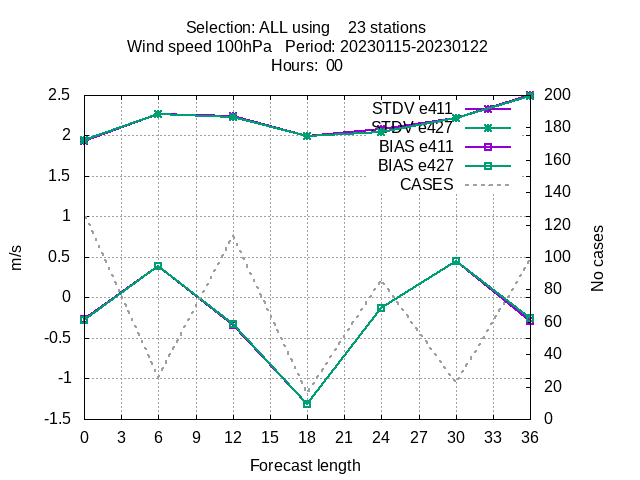 Selection: ALL using 23 stations
Wind speed 100hPa Period: 20230115-20230122
Hours: 00
2.5
2
1.5
1
0.5
0
-0.5
-1
-1.5
m/s
STDV e411
STDV e427
BIAS e411
BIAS e427
CASES
200
180
160
140
120
100
80
60
40
20
0
No cases
0 3 6 9 12 15 18 21 24 27 30 33 36
Forecast length